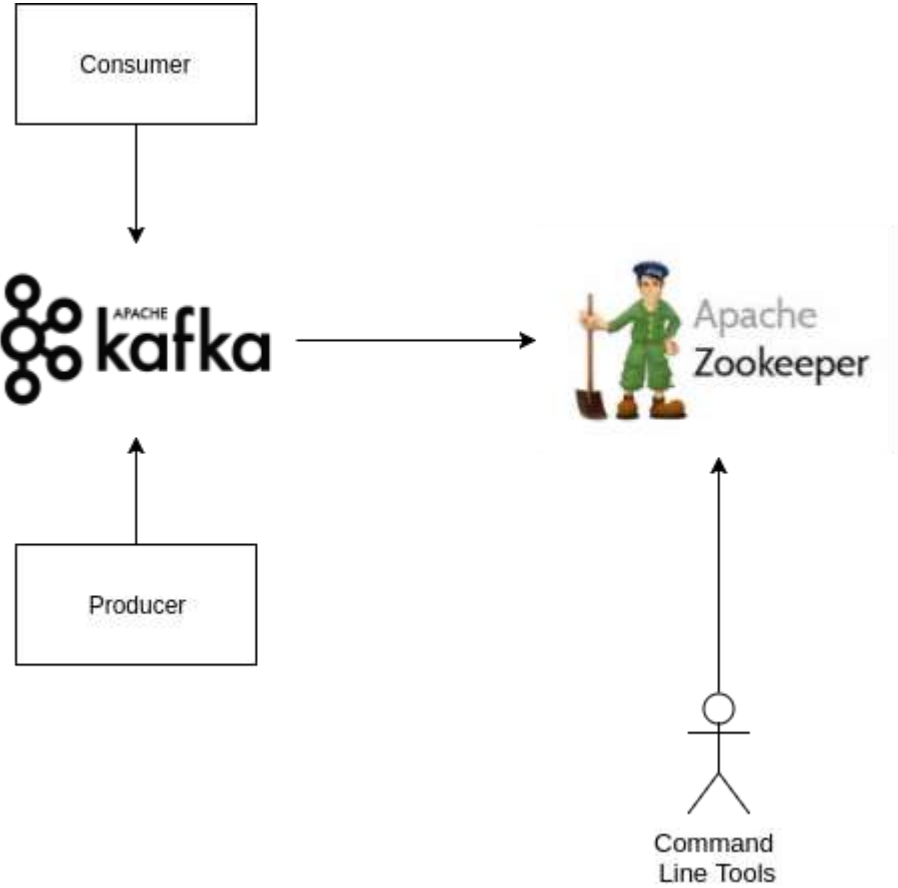 Consumer
APACHE
kafka
Apache
Zookeeper
Producer
Command
Line Tools